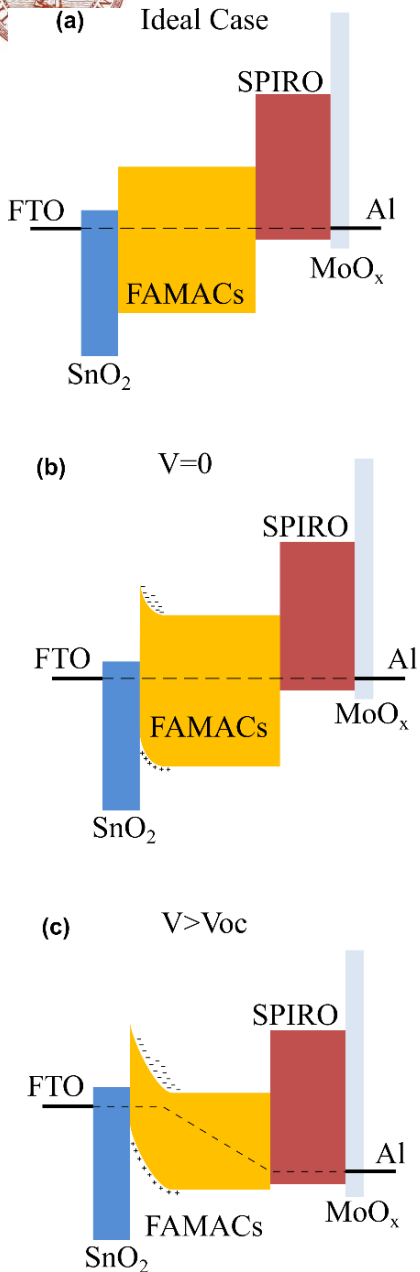 (a) Ideal Case
SPIRO
FTO
Al
FAMACs
MoOx
SnO2
(b) V=0
SPIRO
FTO
Al
FAMACs
MoOx
SnO2
(c) V>Voc
SPIRO
FTO
Al
FAMACs
MoOx
SnO2